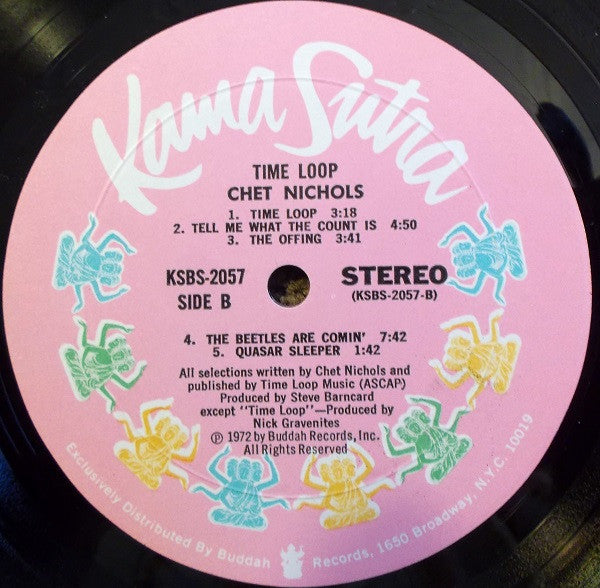 Kama Sutra
TIME LOOP
CHET NICHOLS
1. TIME LOOP 3:18
2. TELL ME WHAT THE COUNT IS 4:50
3. THE OFFING 3:41
KSBS-2057
SIDE B
STEREO
(KSBS-2057-B)
4. THE BEETLES ARE COMIN' 7:42
5. QUASAR SLEEPER 1:42
All selections written by Chet Nichols and
published by Time Loop Music (ASCAP)
Produced by Steve Barncard
except "Time Loop"—Produced by
Nick Gravenites
℗ 1972 by Buddah Records, Inc.
All Rights Reserved
Exclusively Distributed By Buddah Records, 1650 Broadway, N.Y.C. 10019